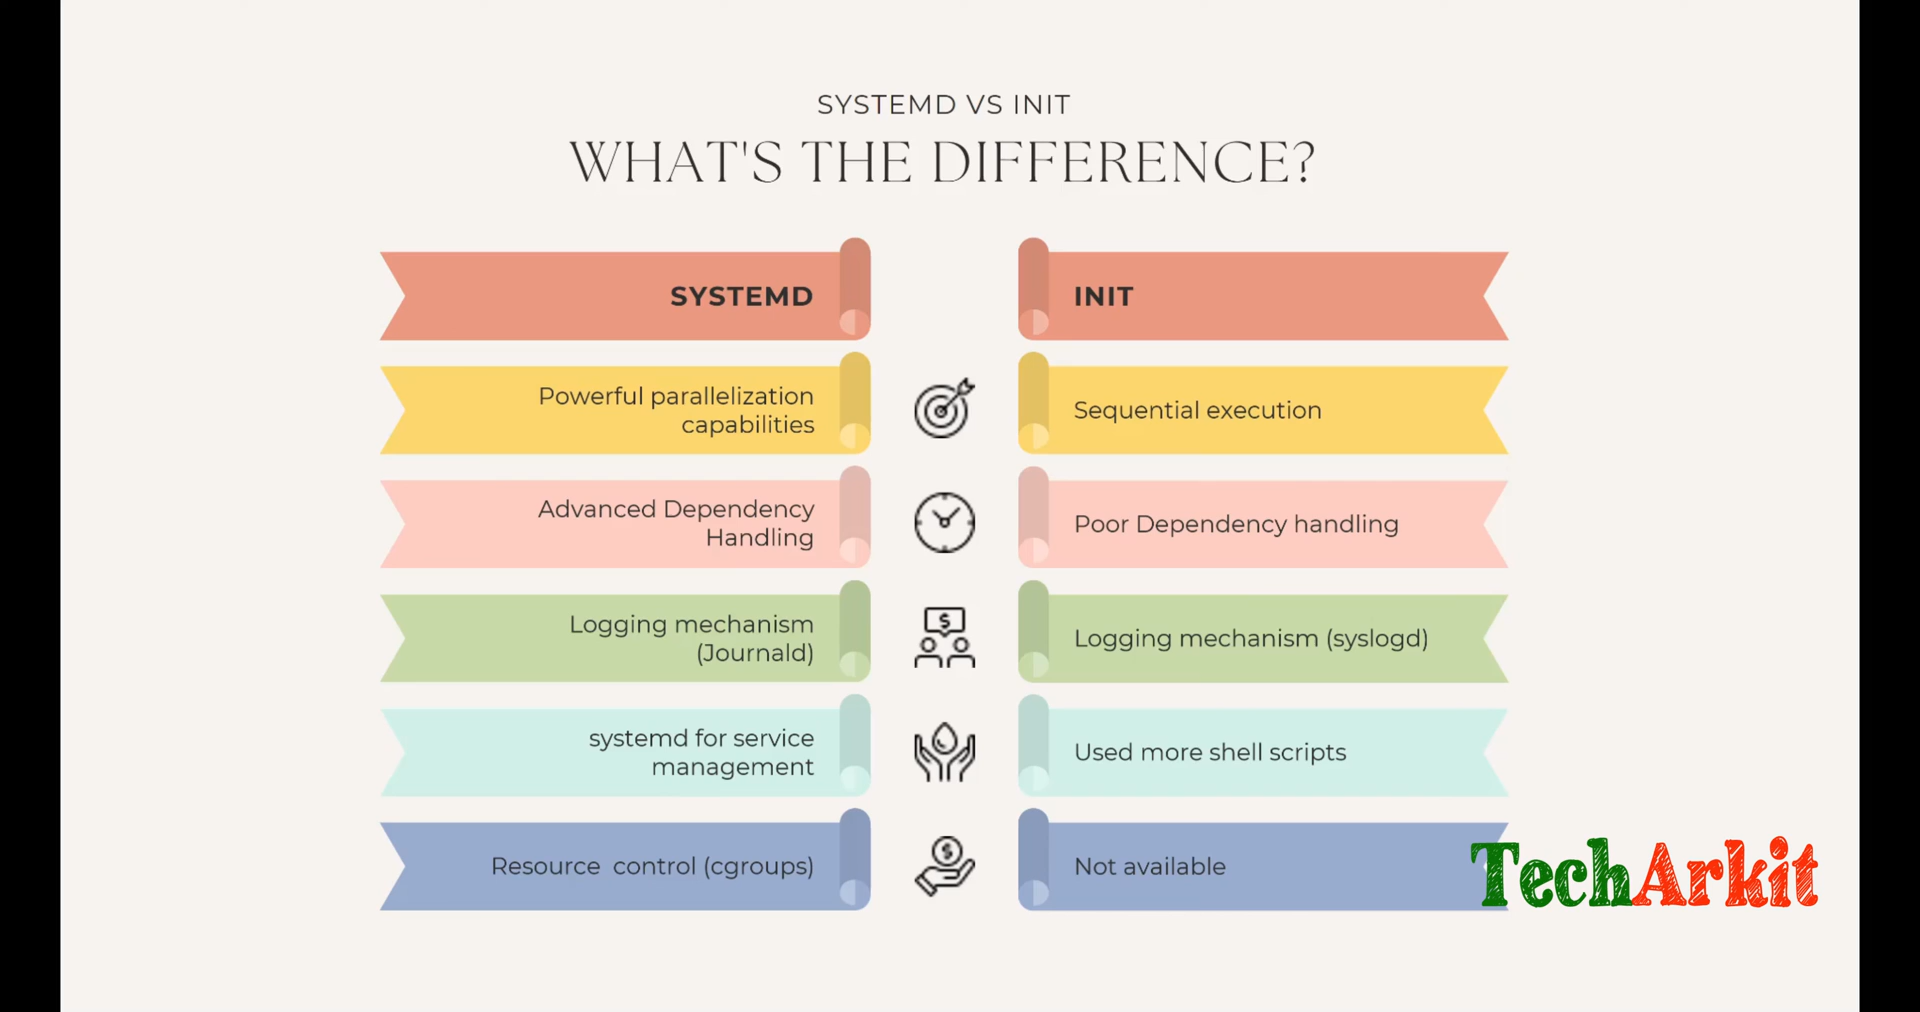 SYSTEMD VS INIT
WHAT'S THE DIFFERENCE?
SYSTEMD
INIT
Powerful parallelization
capabilities
Sequential execution
Advanced Dependency
Handling
Poor Dependency handling
Logging mechanism
(Journald)
Logging mechanism (syslogd)
systemd for service
management
Used more shell scripts
Resource  control (cgroups)
Not available
TechArkit